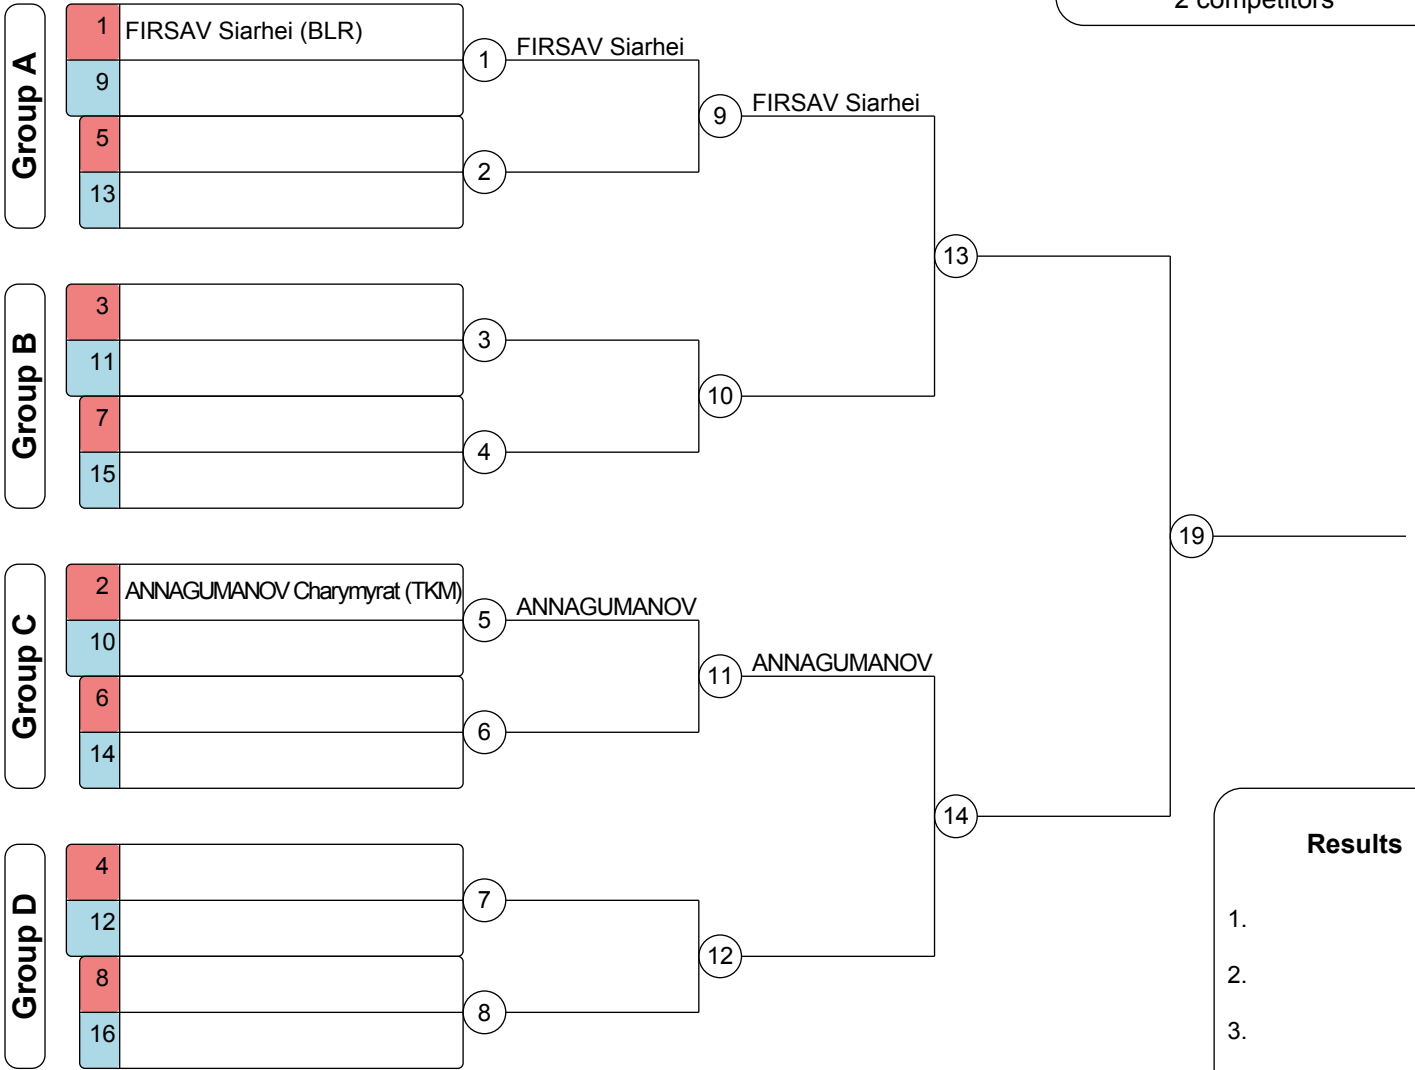 2 competitors
Group A
1 FIRSAV Siarhei (BLR)
9
5
13
1 FIRSAV Siarhei
2
9 FIRSAV Siarhei
Group B
3
11
7
15
3
4
10
13
Group C
2 ANNAGUMANOV Charymyrat (TKM)
10
6
14
5 ANNAGUMANOV
6
11 ANNAGUMANOV
Group D
4
12
8
16
7
8
12
14
19
Results
1.
2.
3.